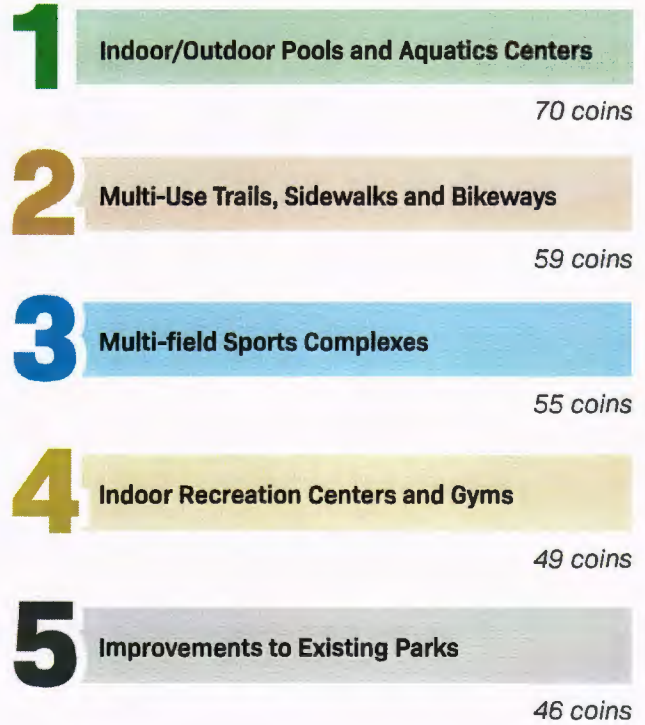 1
Indoor/Outdoor Pools and Aquatics Centers
70 coins
2
Multi-Use Trails, Sidewalks and Bikeways
59 coins
3
Multi-field Sports Complexes
55 coins
4
Indoor Recreation Centers and Gyms
49 coins
5
Improvements to Existing Parks
46 coins